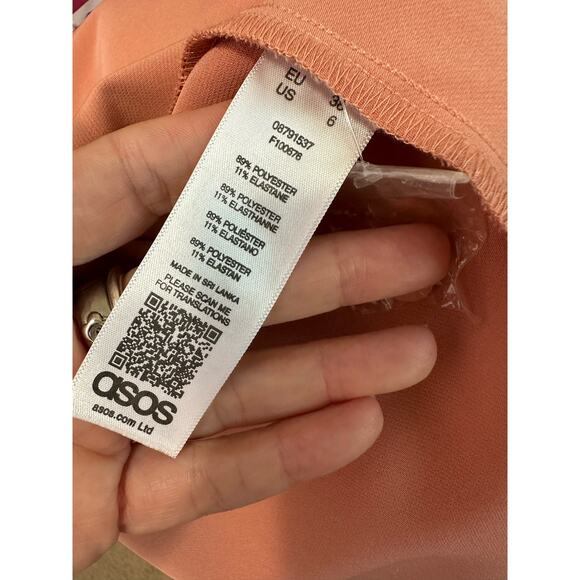 EU 38
US 6
08791537
F100676
89% POLYESTER
11% ELASTANE
89% POLYESTER
11% ELASTHANNE
89% POLIÉSTER
11% ELASTANO
89% POLYESTER
11% ELASTAN
MADE IN SRI LANKA
PLEASE SCAN ME
FOR TRANSLATIONS
asos
asos.com Ltd